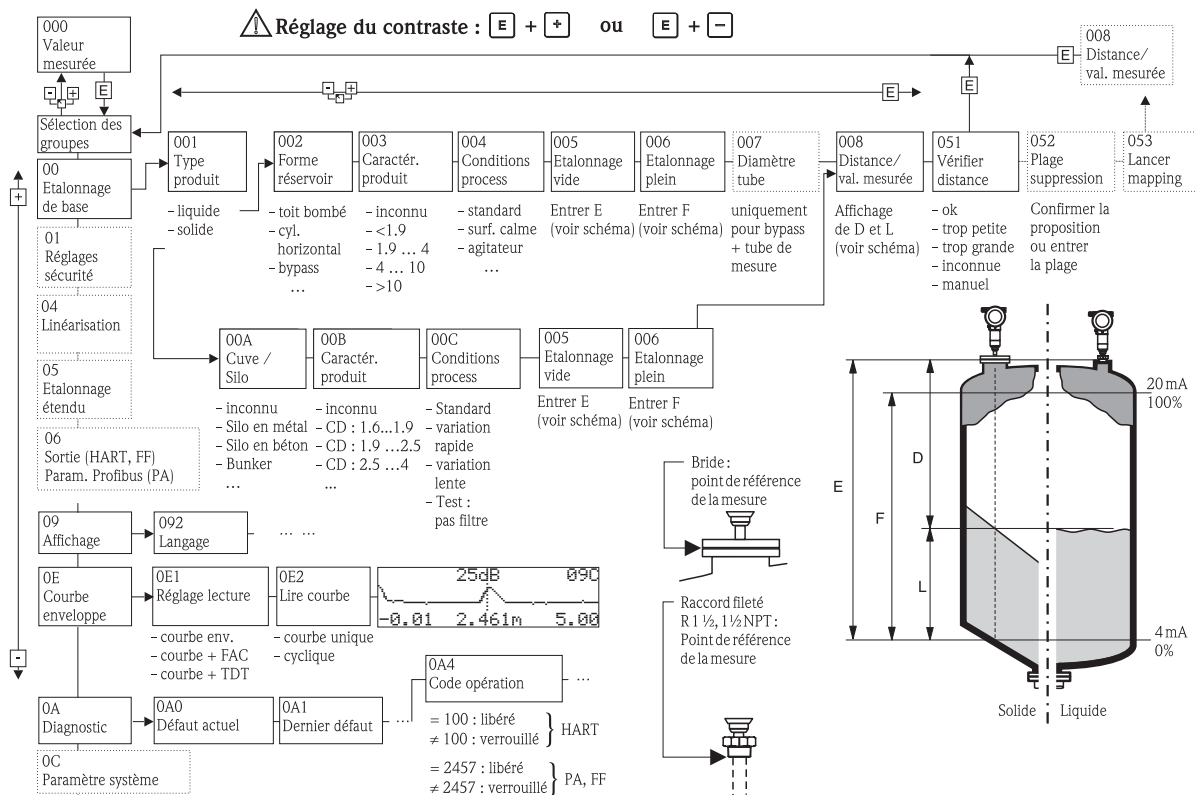 Réglage du contraste : E + + ou E + −
000
Valeur
mesurée
- +
E
Sélection des
groupes
- +
E
E
E
008
Distance/
val. mesurée
00
Etalonnage
de base
001
Type
produit
002
Forme
réservoir
003
Caractér.
produit
004
Conditions
process
005
Etalonnage
vide
006
Etalonnage
plein
007
Diamètre
tube
008
Distance/
val. mesurée
051
Vérifier
distance
052
Plage
suppression
053
Lancer
mapping
- liquide
- solide
- toit bombé
- cyl.
horizontal
- bypass
...
- inconnu
- <1.9
- 1.9 ... 4
- 4 ... 10
- >10
- standard
- surf. calme
- agitateur
...
Entrer E
(voir schéma)
Entrer F
(voir schéma)
uniquement
pour bypass
+ tube de
mesure
Affichage
de D et L
(voir schéma)
- ok
- trop petite
- trop grande
- inconnue
- manuel
Confirmer la
proposition
ou entrer
la plage
+
-
01
Réglages
sécurité
04
Linéarisation
05
Etalonnage
étendu
06
Sortie (HART, FF)
Param. Profibus (PA)
00A
Cuve /
Silo
00B
Caractér.
produit
00C
Conditions
process
005
Etalonnage
vide
006
Etalonnage
plein
- inconnu
- Silo en métal
- Silo en béton
- Bunker
...
- inconnu
- CD : 1.6...1.9
- CD : 1.9 ...2.5
- CD : 2.5 ...4
...
- Standard
- variation
rapide
- variation
lente
- Test :
pas filtre
Entrer E
(voir schéma)
Entrer F
(voir schéma)
09
Affichage
092
Langage
... ...
0E
Courbe
enveloppe
0E1
Réglage lecture
0E2
Lire courbe
25dB 09C
-0.01 2.461m 5.00
- courbe env.
- courbe + FAC
- courbe + TDT
- courbe unique
- cyclique
0A
Diagnostic
0A0
Défaut actuel
0A1
Dernier défaut
...
0A4
Code opération
...
= 100 : libéré
≠ 100 : verrouillé
HART
= 2457 : libéré
≠ 2457 : verrouillé
PA, FF
0C
Paramètre système
Bride :
point de référence
de la mesure
Raccord fileté
R 1 ½, 1½ NPT :
Point de référence
de la mesure
20 mA
100%
D
E
F
L
4 mA
0%
Solide
Liquide